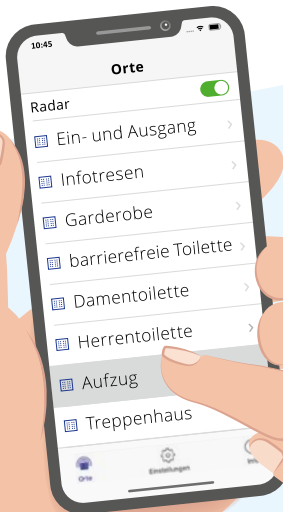 10:45
Orte
Radar
Ein- und Ausgang
Infotresen
Garderobe
barrierefreie Toilette
Damentoilette
Herrentoilette
Aufzug
Treppenhaus
Orte
Einstellungen